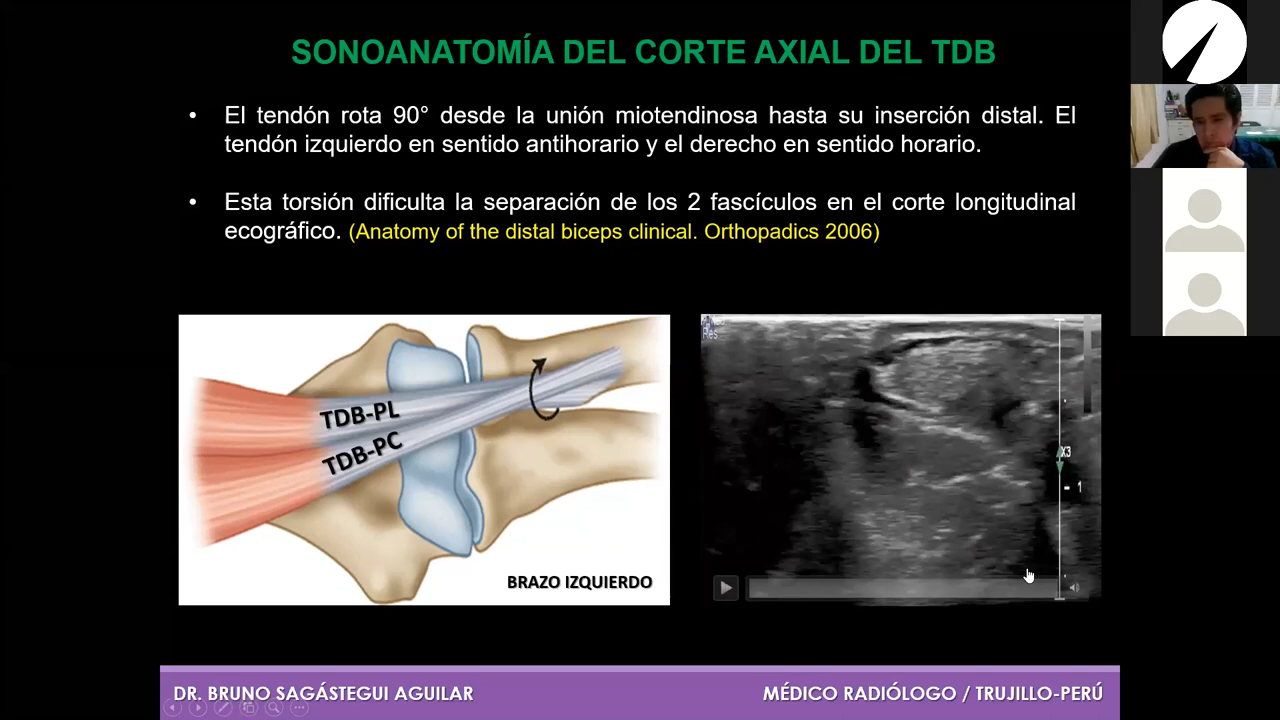 SONOANATOMÍA DEL CORTE AXIAL DEL TDB
• El tendón rota 90° desde la unión miotendinosa hasta su inserción distal. El
tendón izquierdo en sentido antihorario y el derecho en sentido horario.
• Esta torsión dificulta la separación de los 2 fascículos en el corte longitudinal
ecográfico. (Anatomy of the distal biceps clinical. Orthopadics 2006)
TDB-PL
TDB-PC
BRAZO IZQUIERDO
Res
X3
1
DR. BRUNO SAGÁSTEGUI AGUILAR
MÉDICO RADIÓLOGO / TRUJILLO-PERÚ